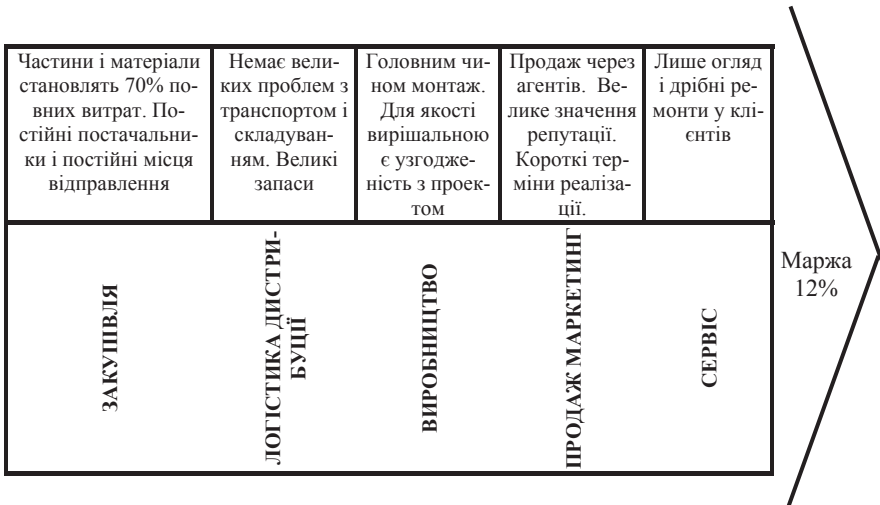 Частини і матеріали
становлять 70% по-
вних витрат. По-
стійні постачальни-
ки і постійні місця
відправлення
Немає вели-
ких проблем з
транспортом і
складуван-
ням. Великі
запаси
Головним чи-
ном монтаж.
Для якості
вирішальною
є узгодже-
ність з проек-
том
Продаж через
агентів. Ве-
лике значення
репутації.
Короткі тер-
міни реаліза-
ції.
Лише огляд
і дрібні ре-
монти у клі-
єнтів
ЗАКУПІВЛЯ
ЛОГІСТИКА ДИСТРИ-
БУЦІЇ
ВИРОБНИЦТВО
ПРОДАЖ МАРКЕТИНГ
СЕРВІС
Маржа
12%